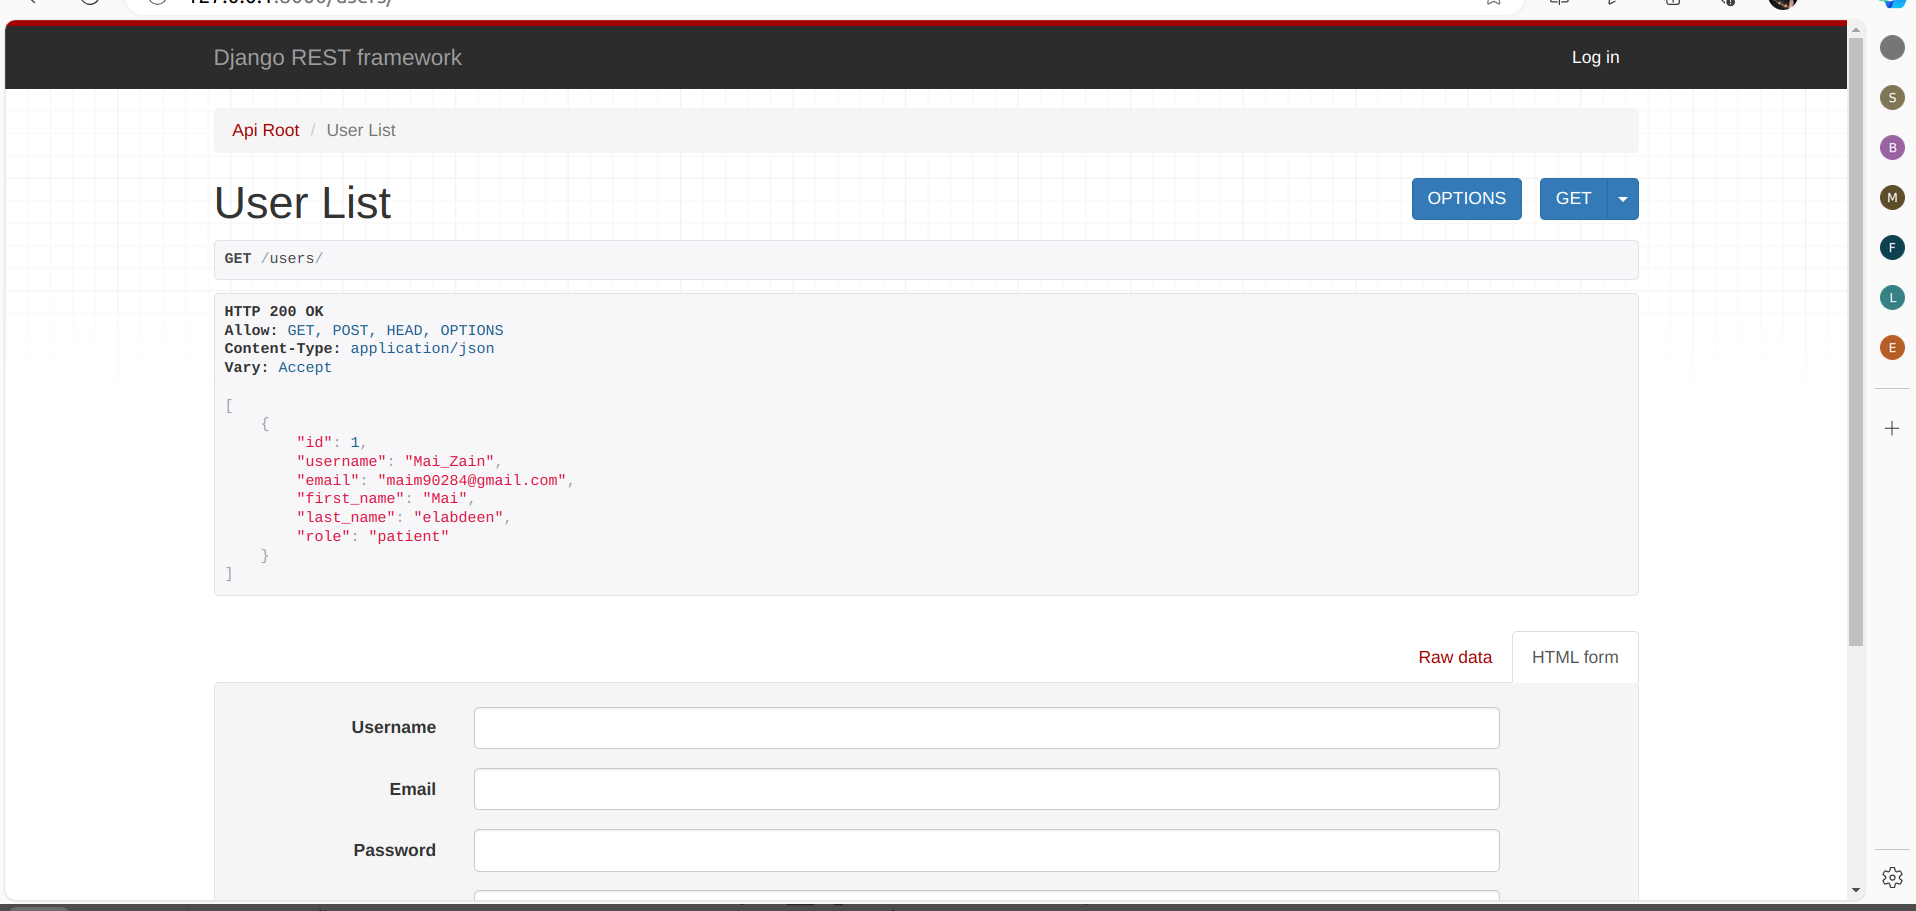 Django REST framework
Log in
Api Root / User List
User List
OPTIONS
GET
GET /users/
HTTP 200 OK
Allow: GET, POST, HEAD, OPTIONS
Content-Type: application/json
Vary: Accept
[
    {
        "id": 1,
        "username": "Mai_Zain",
        "email": "maim90284@gmail.com",
        "first_name": "Mai",
        "last_name": "elabdeen",
        "role": "patient"
    }
]
Raw data
HTML form
Username
Email
Password
S
B
M
F
L
E